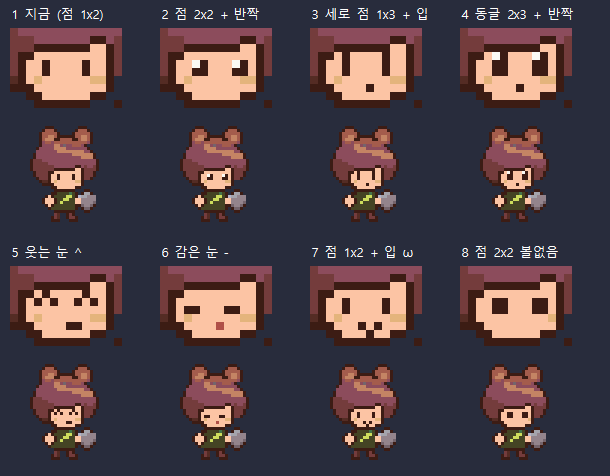 1 지금 (점 1x2)
2 점 2x2 + 반짝
3 세로 점 1x3 + 입
4 동글 2x3 + 반짝
5 웃는 눈 ^
6 감은 눈 -
7 점 1x2 + 입 ω
8 점 2x2 볼없음